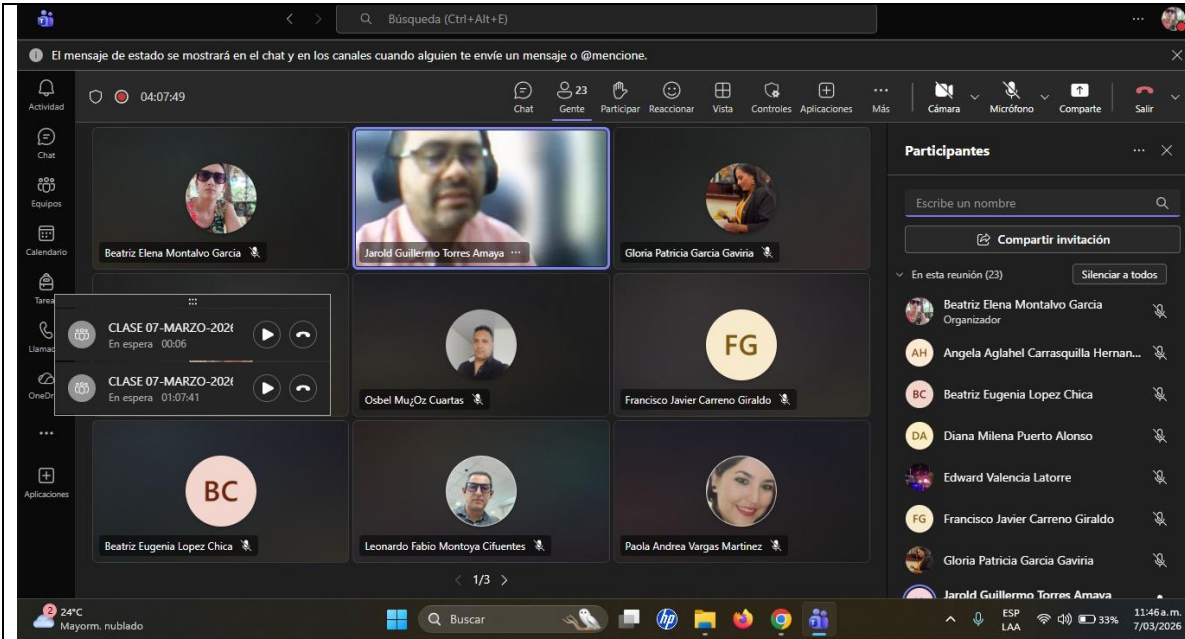 Búsqueda (Ctrl+Alt+E)
El mensaje de estado se mostrará en el chat y en los canales cuando alguien te envíe un mensaje o @mencione.
Actividad
04:07:49
Chat
23
Gente
Participar
Reaccionar
Vista
Controles
Aplicaciones
Más
Cámara
Micrófono
Comparte
Salir
Chat
Equipos
Calendario
Tarea
Llamad
OneDr
Aplicaciones
Beatriz Elena Montalvo Garcia
Jarold Guillermo Torres Amaya
Gloria Patricia Garcia Gaviria
CLASE 07-MARZO-2026
En espera 00:06
CLASE 07-MARZO-2026
En espera 01:07:41
Osbel Mu¿Oz Cuartas
FG
Francisco Javier Carreno Giraldo
BC
Beatriz Eugenia Lopez Chica
Leonardo Fabio Montoya Cifuentes
Paola Andrea Vargas Martinez
1/3
Participantes
Escribe un nombre
Compartir invitación
En esta reunión (23)
Silenciar a todos
Beatriz Elena Montalvo Garcia
Organizador
AH Angela Aglahel Carrasquilla Hernan...
BC Beatriz Eugenia Lopez Chica
DA Diana Milena Puerto Alonso
Edward Valencia Latorre
FG Francisco Javier Carreno Giraldo
Gloria Patricia Garcia Gaviria
Jarold Guillermo Torres Amaya
2
24°C
Mayorm. nublado
Buscar
hp
ESP
LAA
33%
11:46 a.m.
7/03/2026